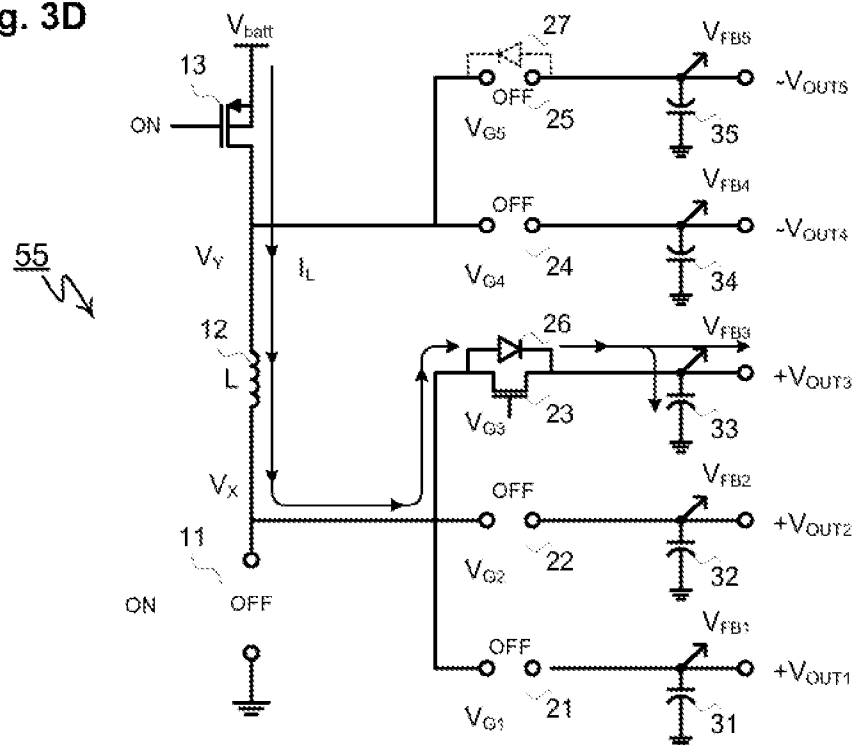 g. 3D
Vbatt
27
VFB5
13
OFF
25
-VOUT5
ON
VG5
35
VFB4
OFF
-VOUT4
55
VY
IL
VG4
24
34
12
26
VFB3
L
+VOUT3
VG3
23
33
VX
VFB2
OFF
+VOUT2
11
VG2
22
32
ON
OFF
VFB1
OFF
+VOUT1
VG1
21
31